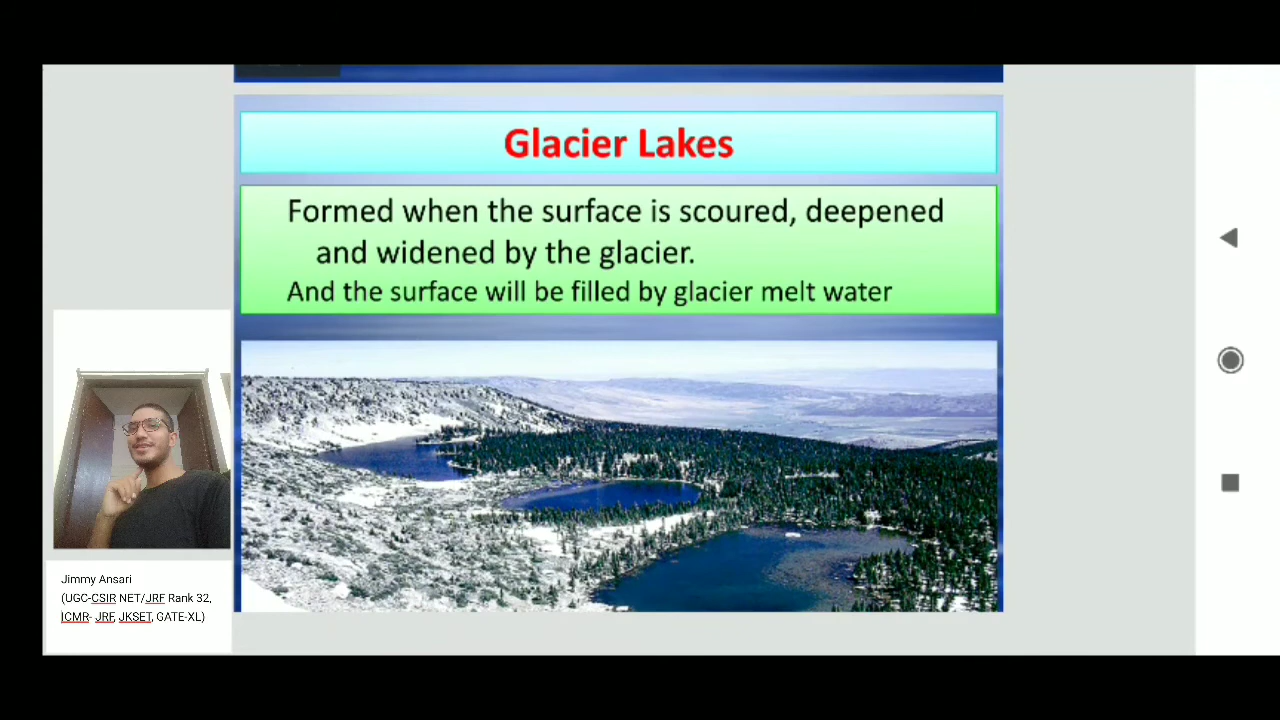 Glacier Lakes
Formed when the surface is scoured, deepened
and widened by the glacier.
And the surface will be filled by glacier melt water
Jimmy Ansari
(UGC-CSIR NET/JRF Rank 32,
ICMR- JRF, JKSET, GATE-XL)